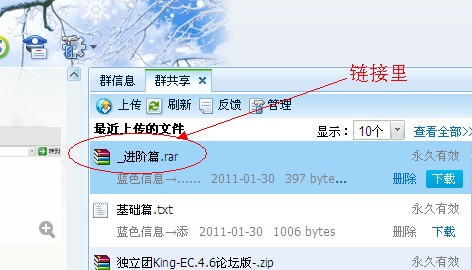 链接里
群信息 群共享 ×
上传 刷新 反馈 管理
最近上传的文件 显示: 10个 查看全部>>
_进阶篇.rar 永久有效
蓝色信息→...... 2011-01-30 397 byte... 删除 下载
基础篇.txt 永久有效
蓝色信息→添 2011-01-30 1006 bytes 删除 下载
独立团King-EC.4.6论坛版-.zip 永久有效